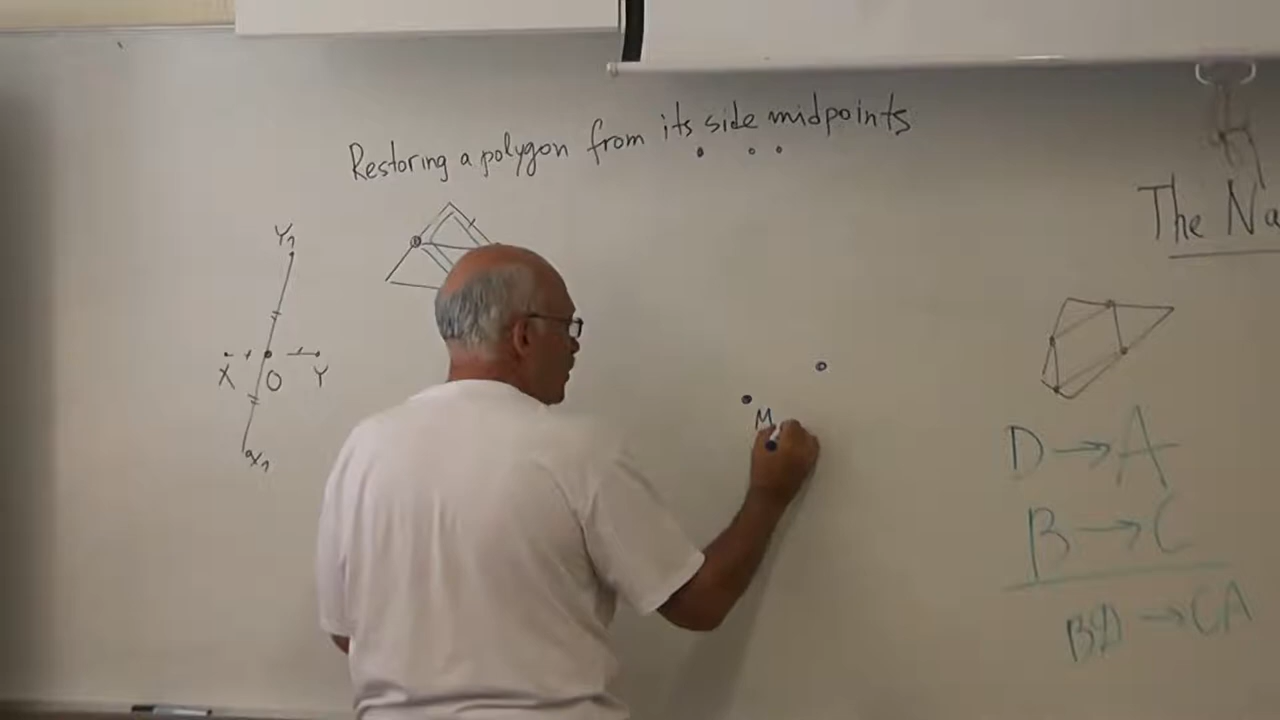 Restoring a polygon from its side midpoints
The Na
Y1
X O Y
X1
M
D → A
B → C
BD → CA